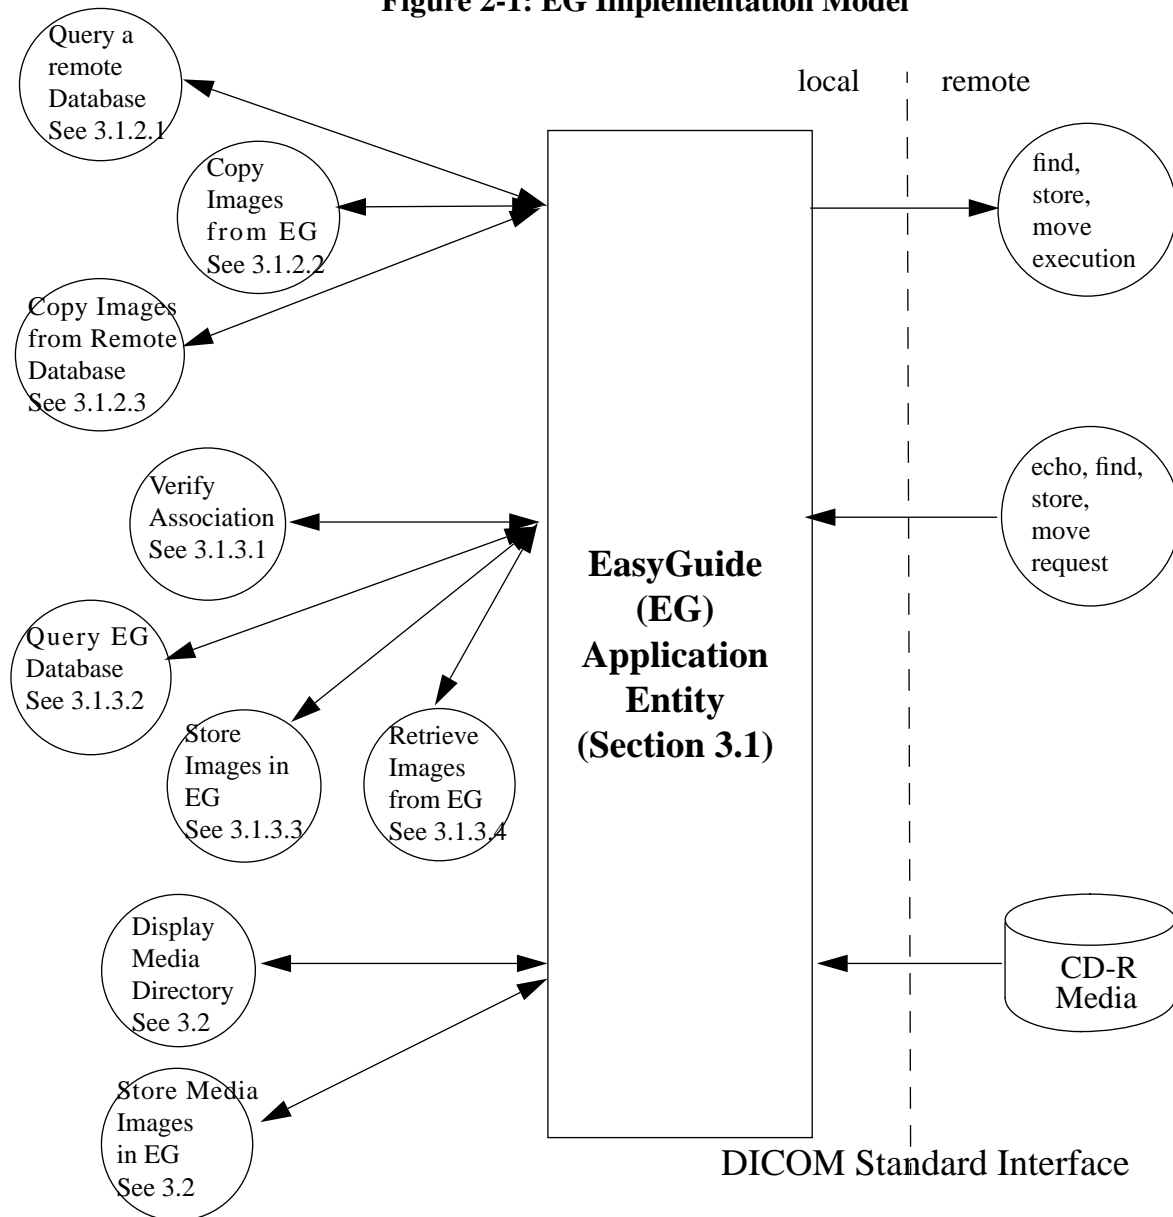 Figure 2-1: EG Implementation Model
Query a
remote
Database
See 3.1.2.1
local
remote
Copy
Images
from EG
See 3.1.2.2
find,
store,
move
execution
Copy Images
from Remote
Database
See 3.1.2.3
Verify
Association
See 3.1.3.1
echo, find,
store,
move
request
EasyGuide
(EG)
Application
Entity
(Section 3.1)
Query EG
Database
See 3.1.3.2
Store
Images in
EG
See 3.1.3.3
Retrieve
Images
from EG
See 3.1.3.4
Display
Media
Directory
See 3.2
CD-R
Media
Store Media
Images
in EG
See 3.2
DICOM Standard Interface